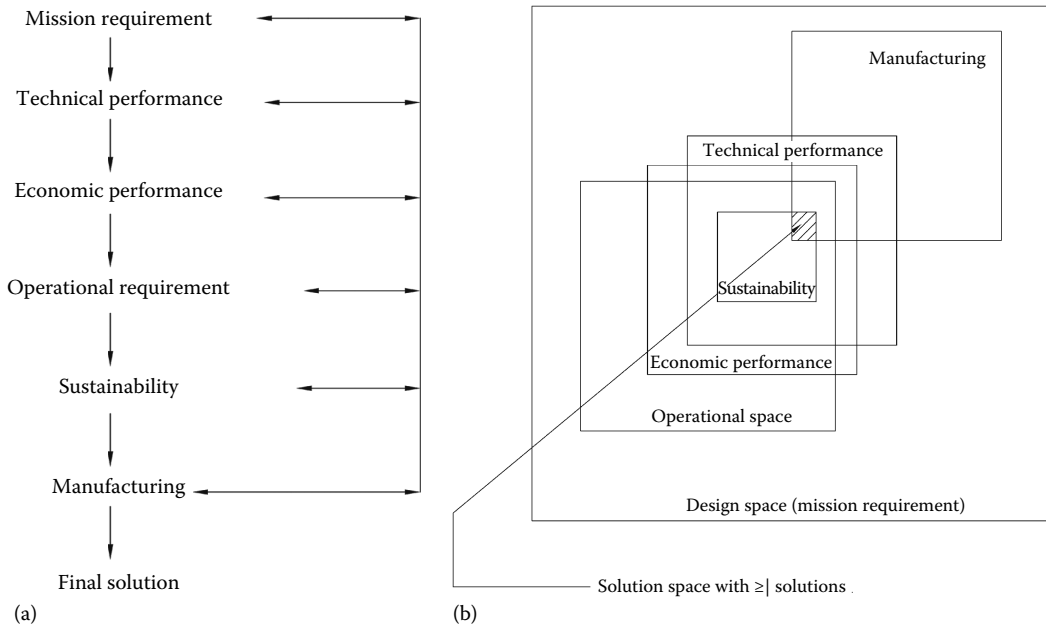 Mission requirement
Technical performance
Economic performance
Operational requirement
Sustainability
Manufacturing
Final solution
(a)
Manufacturing
Technical performance
Sustainability
Economic performance
Operational space
Design space (mission requirement)
Solution space with ≥| solutions
(b)